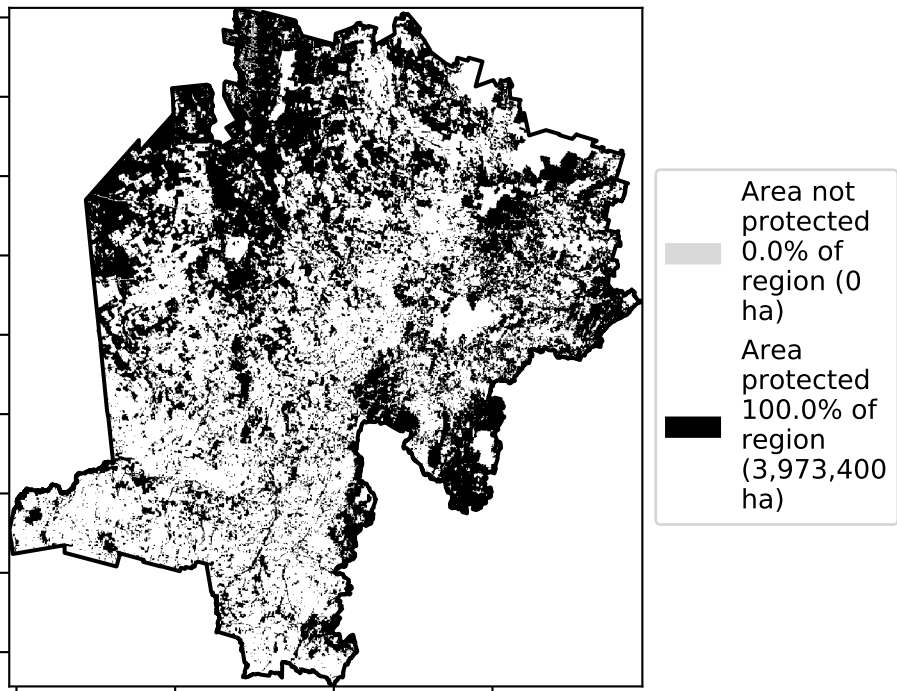 Area not
protected
0.0% of
region (0
ha)
Area
protected
100.0% of
region
(3,973,400
ha)